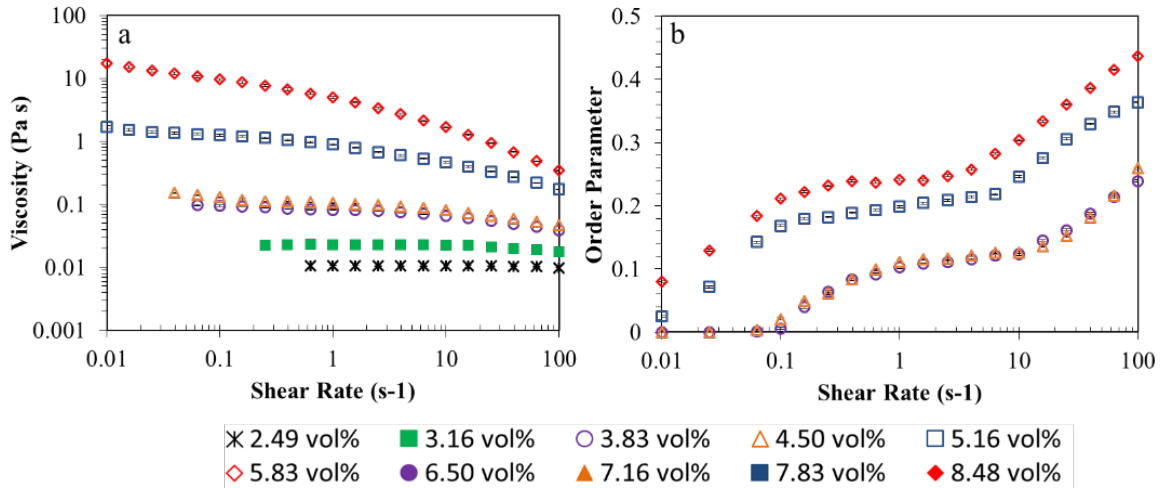 a
100
10
1
0.1
0.01
0.001
Viscosity (Pa s)
0.01 0.1 1 10 100
Shear Rate (s-1)
b
0.5
0.4
0.3
0.2
0.1
0
Order Parameter
0.01 0.1 1 10 100
Shear Rate (s-1)
2.49 vol% 3.16 vol% 3.83 vol% 4.50 vol% 5.16 vol%
5.83 vol% 6.50 vol% 7.16 vol% 7.83 vol% 8.48 vol%